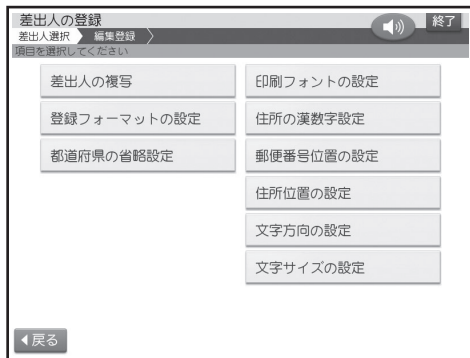 差出人の登録
終了
差出人選択 編集登録
項目を選択してください
差出人の複写
登録フォーマットの設定
都道府県の省略設定
印刷フォントの設定
住所の漢数字設定
郵便番号位置の設定
住所位置の設定
文字方向の設定
文字サイズの設定
戻る